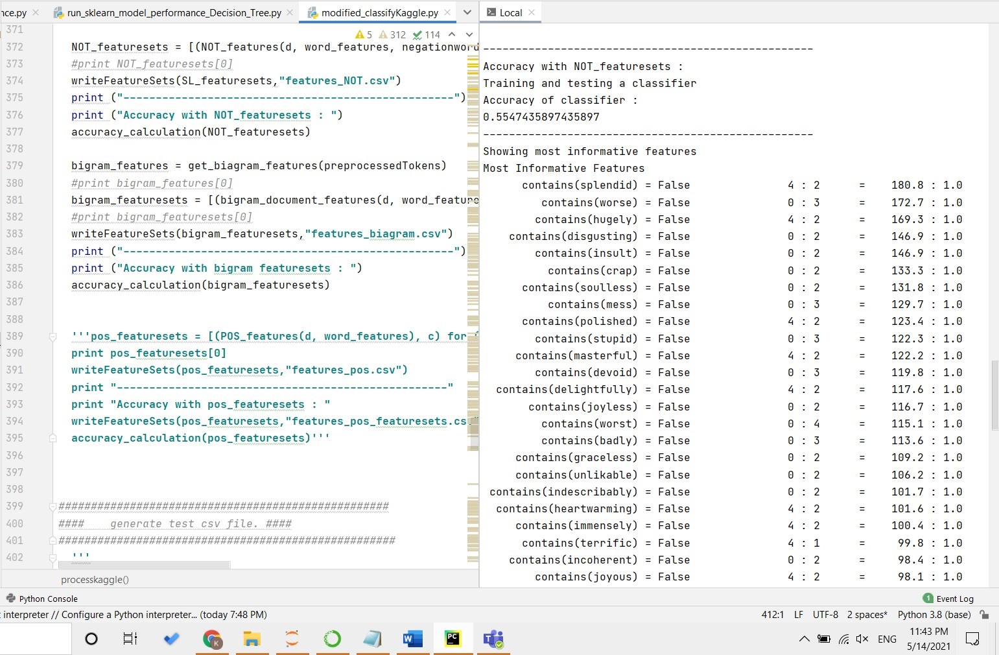 nce.py
run_sklearn_model_performance_Decision_Tree.py
modified_classifyKaggle.py
Local
5 312 114
371
372 NOT_featuresets = [(NOT_features(d, word_features, negationword
373 #print NOT_featuresets[0]
374 writeFeatureSets(SL_featuresets,"features_NOT.csv")
375 print ("---------------------------------------------------")
376 print ("Accuracy with NOT_featuresets : ")
377 accuracy_calculation(NOT_featuresets)
378
379 bigram_features = get_biagram_features(preprocessedTokens)
380 #print bigram_features[0]
381 bigram_featuresets = [(bigram_document_features(d, word_feature
382 #print bigram_featuresets[0]
383 writeFeatureSets(bigram_featuresets,"features_biagram.csv")
384 print ("---------------------------------------------------")
385 print ("Accuracy with bigram featuresets : ")
386 accuracy_calculation(bigram_featuresets)
387
388
389 '''pos_featuresets = [(POS_features(d, word_features), c) for (
390 print pos_featuresets[0]
391 writeFeatureSets(pos_featuresets,"features_pos.csv")
392 print "---------------------------------------------------"
393 print "Accuracy with pos_featuresets : "
394 writeFeatureSets(pos_featuresets,"features_pos_featuresets.csv"
395 accuracy_calculation(pos_featuresets)'''
396
397
398
399 ###################################################
400 #### generate test csv file. ####
401 ####################################################
402 '''
processkaggle()
---------------------------------------------------
Accuracy with NOT_featuresets :
Training and testing a classifier
Accuracy of classifier :
0.5547435897435897
---------------------------------------------------
Showing most informative features
Most Informative Features
contains(splendid) = False 4 : 2 = 180.8 : 1.0
contains(worse) = False 0 : 3 = 172.7 : 1.0
contains(hugely) = False 4 : 2 = 169.3 : 1.0
contains(disgusting) = False 0 : 2 = 146.9 : 1.0
contains(insult) = False 0 : 2 = 146.9 : 1.0
contains(crap) = False 0 : 2 = 133.3 : 1.0
contains(soulless) = False 0 : 2 = 131.8 : 1.0
contains(mess) = False 0 : 3 = 129.7 : 1.0
contains(polished) = False 4 : 2 = 123.4 : 1.0
contains(stupid) = False 0 : 3 = 122.3 : 1.0
contains(masterful) = False 4 : 2 = 122.2 : 1.0
contains(devoid) = False 0 : 3 = 119.8 : 1.0
contains(delightfully) = False 4 : 2 = 117.6 : 1.0
contains(joyless) = False 0 : 2 = 116.7 : 1.0
contains(worst) = False 0 : 4 = 115.1 : 1.0
contains(badly) = False 0 : 3 = 113.6 : 1.0
contains(graceless) = False 0 : 2 = 109.2 : 1.0
contains(unlikable) = False 0 : 2 = 106.2 : 1.0
contains(indescribably) = False 0 : 2 = 101.7 : 1.0
contains(heartwarming) = False 4 : 2 = 101.6 : 1.0
contains(immensely) = False 4 : 2 = 100.4 : 1.0
contains(terrific) = False 4 : 1 = 99.8 : 1.0
contains(incoherent) = False 0 : 2 = 98.4 : 1.0
contains(joyous) = False 4 : 2 = 98.1 : 1.0
Python Console
1 Event Log
interpreter // Configure a Python interpreter... (today 7:48 PM)
412:1 LF UTF-8 2 spaces* Python 3.8 (base)
K
W
PC
T
ENG
11:43 PM
5/14/2021